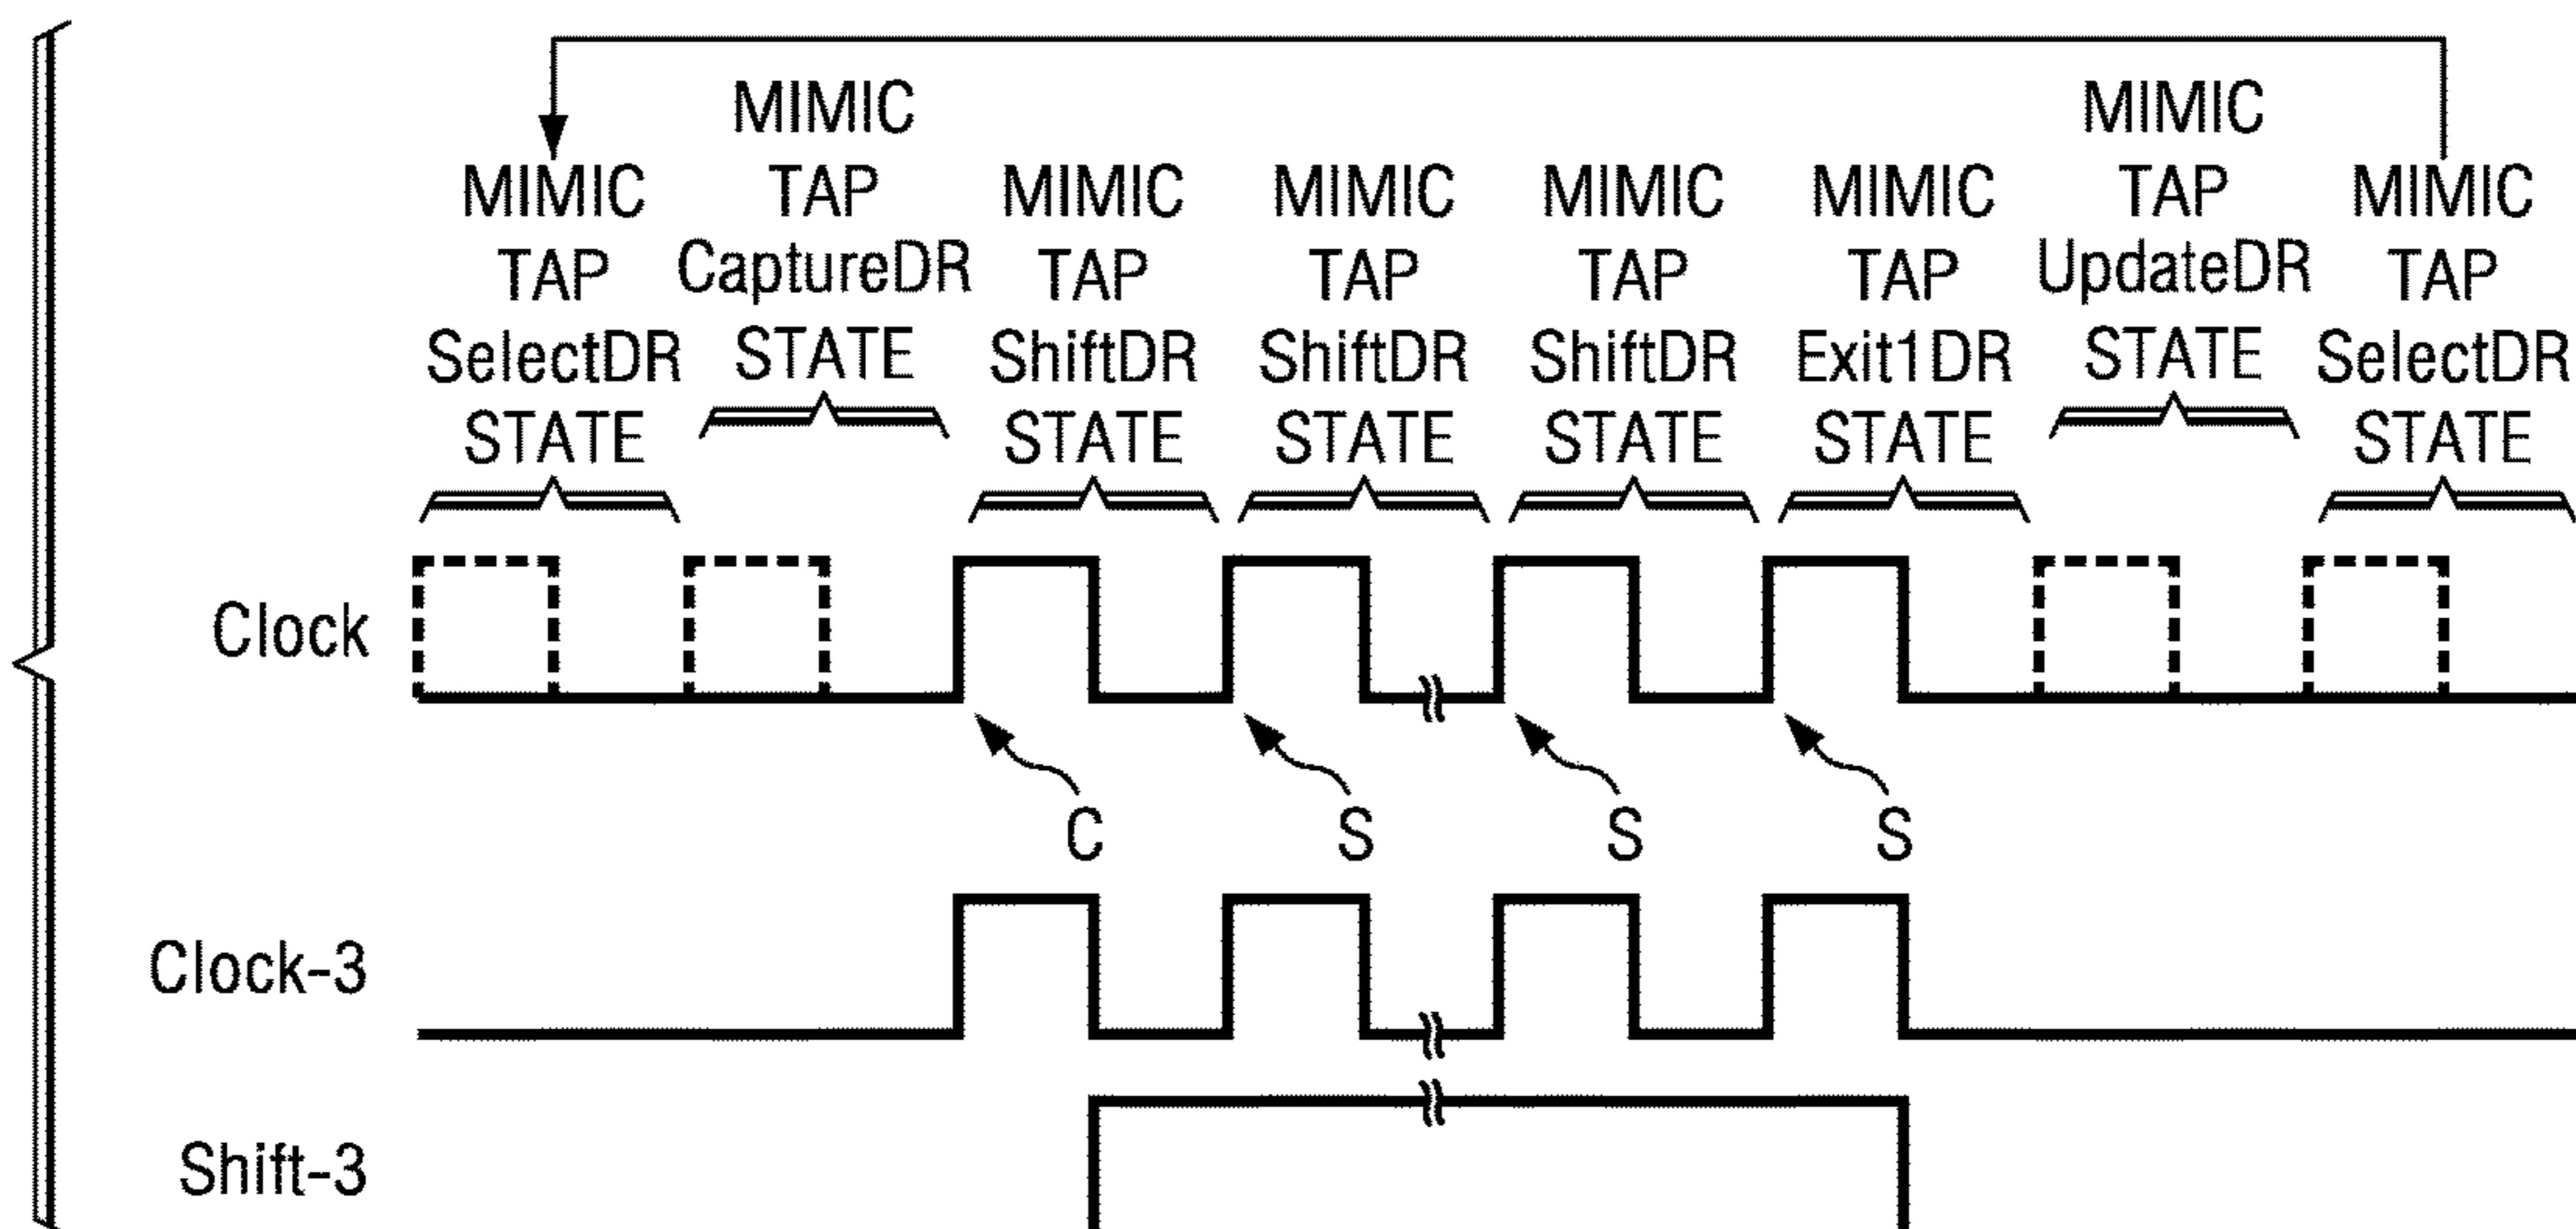 MIMIC
TAP
SelectDR
STATE
MIMIC
TAP
CaptureDR
STATE
MIMIC
TAP
ShiftDR
STATE
MIMIC
TAP
ShiftDR
STATE
MIMIC
TAP
ShiftDR
STATE
MIMIC
TAP
Exit1DR
STATE
MIMIC
TAP
UpdateDR
STATE
MIMIC
TAP
SelectDR
STATE
Clock
C
S
S
S
Clock-3
Shift-3